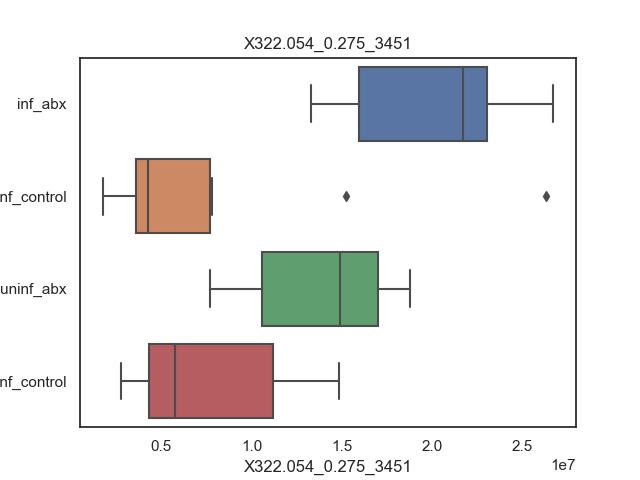 X322.054_0.275_3451
inf_abx
nf_control
uninf_abx
nf_control
0.5 1.0 1.5 2.0 2.5
1e7
X322.054_0.275_3451